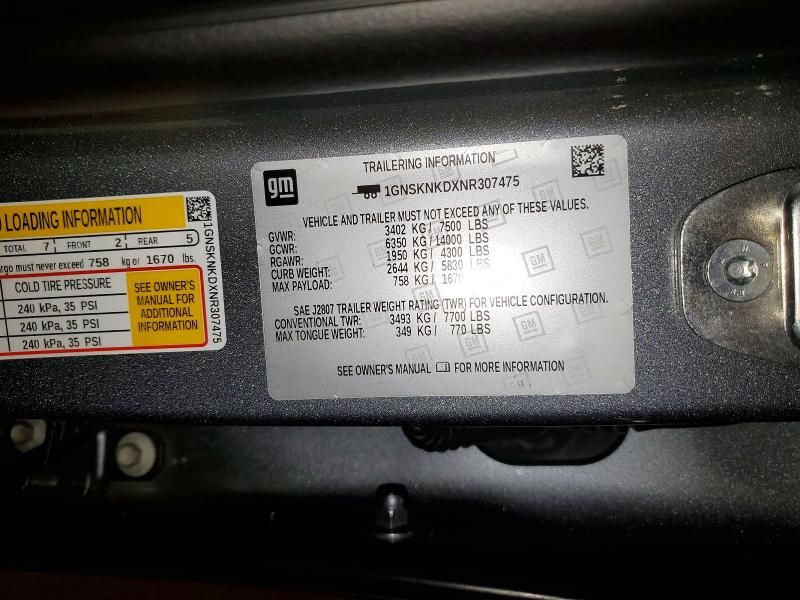 D LOADING INFORMATION
TOTAL 7 FRONT 2 REAR 5
rgo must never exceed 758 kg or 1670 lbs.
COLD TIRE PRESSURE
240 kPa, 35 PSI
240 kPa, 35 PSI
240 kPa, 35 PSI
SEE OWNER'S
MANUAL FOR
ADDITIONAL
INFORMATION
1GNSKNKDXNR307475
gm
TRAILERING INFORMATION
1GNSKNKDXNR307475
VEHICLE AND TRAILER MUST NOT EXCEED ANY OF THESE VALUES.
GVWR: 3402 KG / 7500 LBS
GCWR: 6350 KG / 14000 LBS
RGAWR: 1950 KG / 4300 LBS
CURB WEIGHT: 2644 KG / 5830 LBS
MAX PAYLOAD: 758 KG / 1670
SAE J2807 TRAILER WEIGHT RATING (TWR) FOR VEHICLE CONFIGURATION.
CONVENTIONAL TWR: 3493 KG / 7700 LBS
MAX TONGUE WEIGHT: 349 KG / 770 LBS
SEE OWNER'S MANUAL FOR MORE INFORMATION